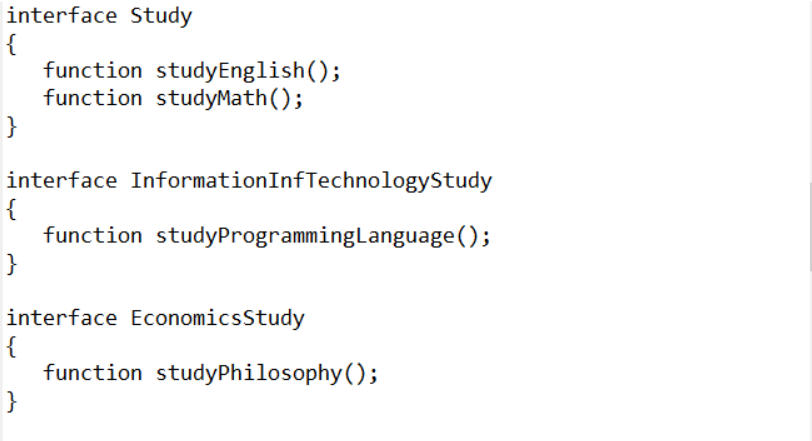 interface Study
{
function studyEnglish();
function studyMath();
}
interface InformationInfTechnologyStudy
{
function studyProgrammingLanguage();
}
interface EconomicsStudy
{
function studyPhilosophy();
}